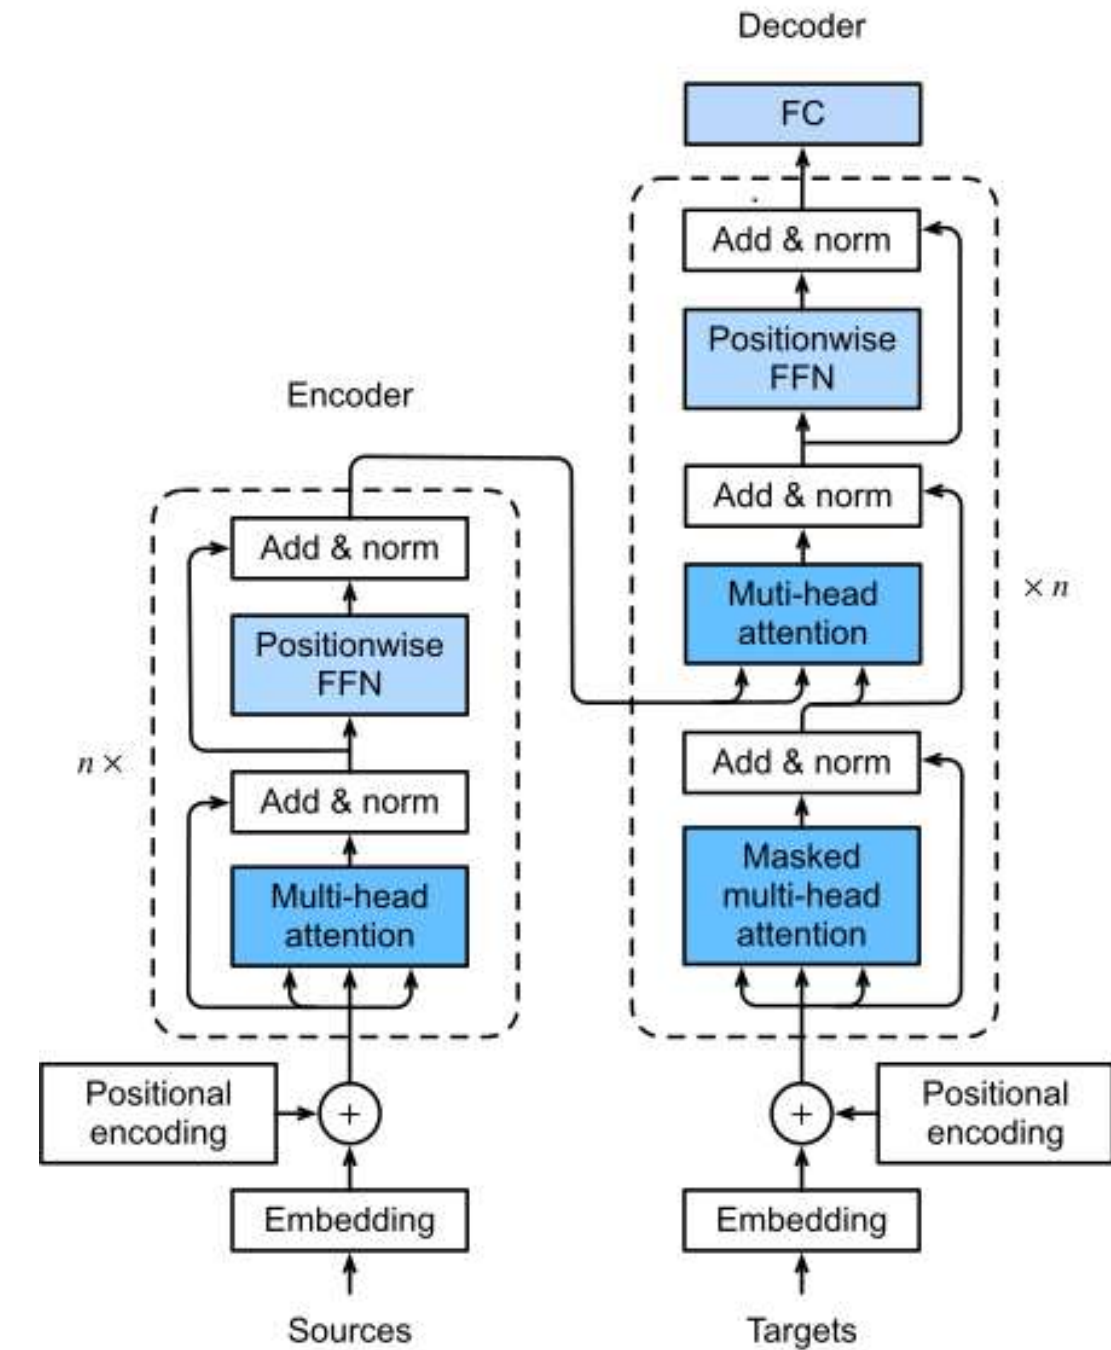 Decoder
FC
Add & norm
Positionwise
FFN
Add & norm
Muti-head
attention
× n
Add & norm
Masked
multi-head
attention
Positional
encoding
+
Embedding
Targets
Encoder
Add & norm
Positionwise
FFN
n ×
Add & norm
Multi-head
attention
Positional
encoding
+
Embedding
Sources